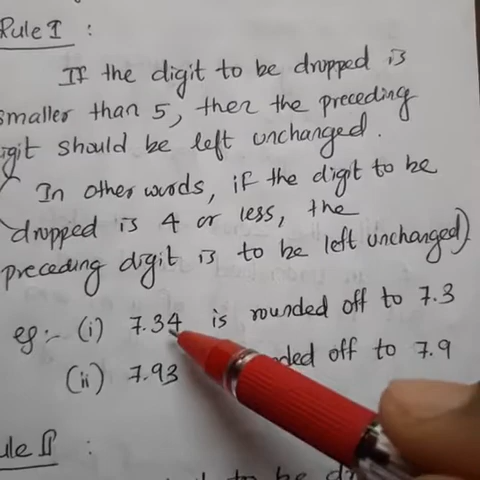 Rule I :
If the digit to be dropped is
smaller than 5, then the preceding
digit should be left unchanged.
In other words, if the digit to be
dropped is 4 or less, the
preceding digit is to be left unchanged)
eg:- (i) 7.34 is rounded off to 7.3
(ii) 7.93 nded off to 7.9
Rule II :
to be